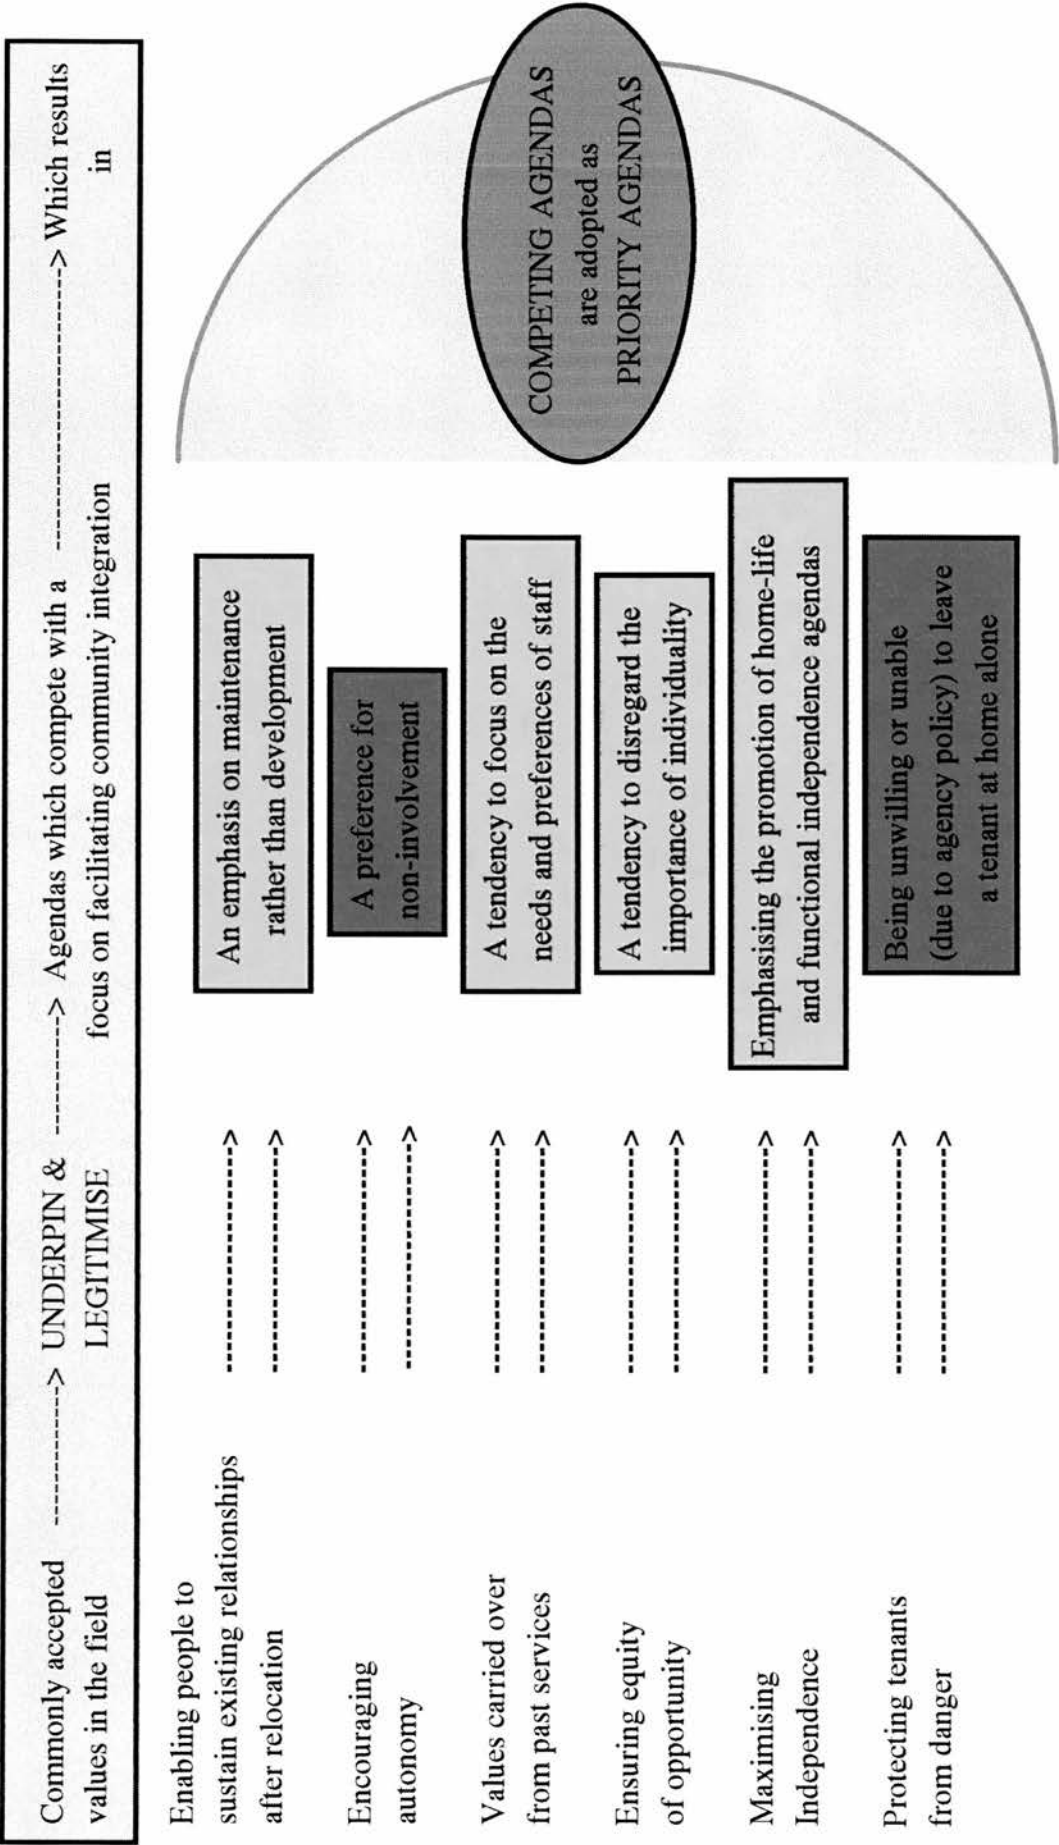 Commonly accepted -------------> UNDERPIN & -------------> Agendas which compete with a ---------------------------> Which results
values in the field LEGITIMISE focus on facilitating community integration in
Enabling people to
sustain existing relationships
after relocation
------------------------>
------------------------>
An emphasis on maintenance
rather than development
Encouraging
autonomy
------------------------>
------------------------>
A preference for
non-involvement
Values carried over
from past services
------------------------>
------------------------>
A tendency to focus on the
needs and preferences of staff
Ensuring equity
of opportunity
------------------------>
------------------------>
A tendency to disregard the
importance of individuality
Maximising
Independence
------------------------>
------------------------>
Emphasising the promotion of home-life
and functional independence agendas
Protecting tenants
from danger
------------------------>
------------------------>
Being unwilling or unable
(due to agency policy) to leave
a tenant at home alone
COMPETING AGENDAS
are adopted as
PRIORITY AGENDAS